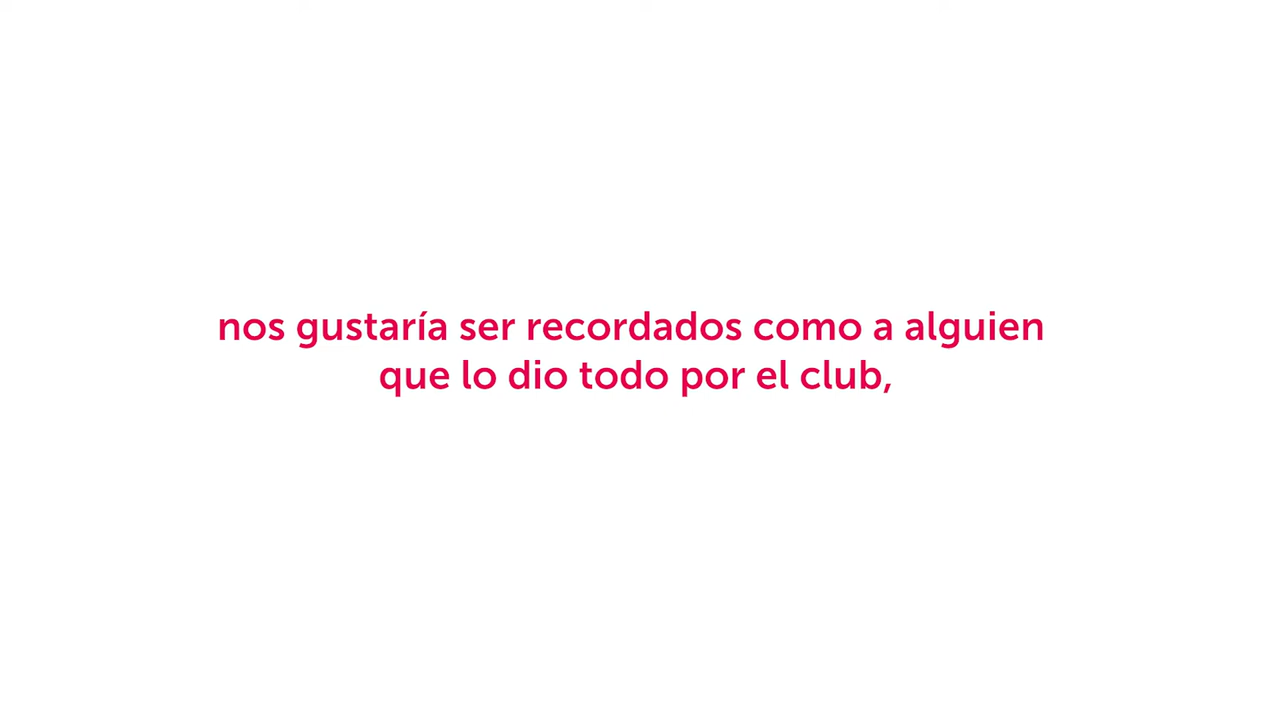 nos gustaría ser recordados como a alguien
que lo dio todo por el club,